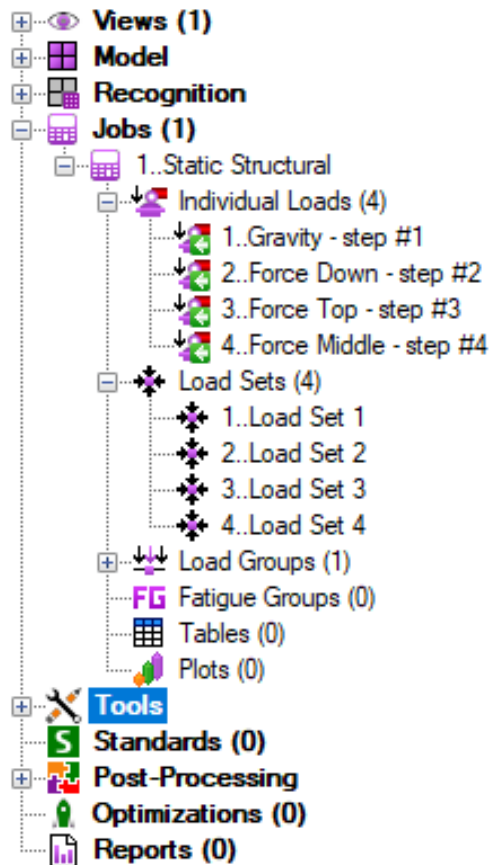 Views (1)
Model
Recognition
Jobs (1)
1..Static Structural
Individual Loads (4)
1..Gravity - step #1
2..Force Down - step #2
3..Force Top - step #3
4..Force Middle - step #4
Load Sets (4)
1..Load Set 1
2..Load Set 2
3..Load Set 3
4..Load Set 4
Load Groups (1)
FG Fatigue Groups (0)
Tables (0)
Plots (0)
Tools
S Standards (0)
Post-Processing
Optimizations (0)
Reports (0)